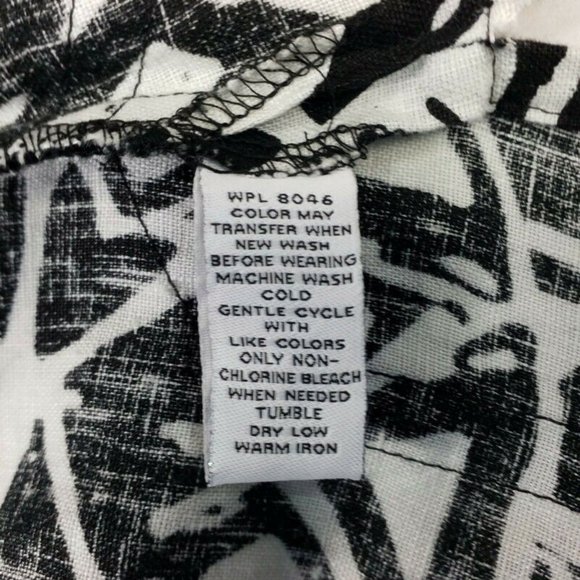 WPL 8046
COLOR MAY
TRANSFER WHEN
NEW WASH
BEFORE WEARING
MACHINE WASH
COLD
GENTLE CYCLE
WITH
LIKE COLORS
ONLY NON-
CHLORINE BLEACH
WHEN NEEDED
TUMBLE
DRY LOW
WARM IRON